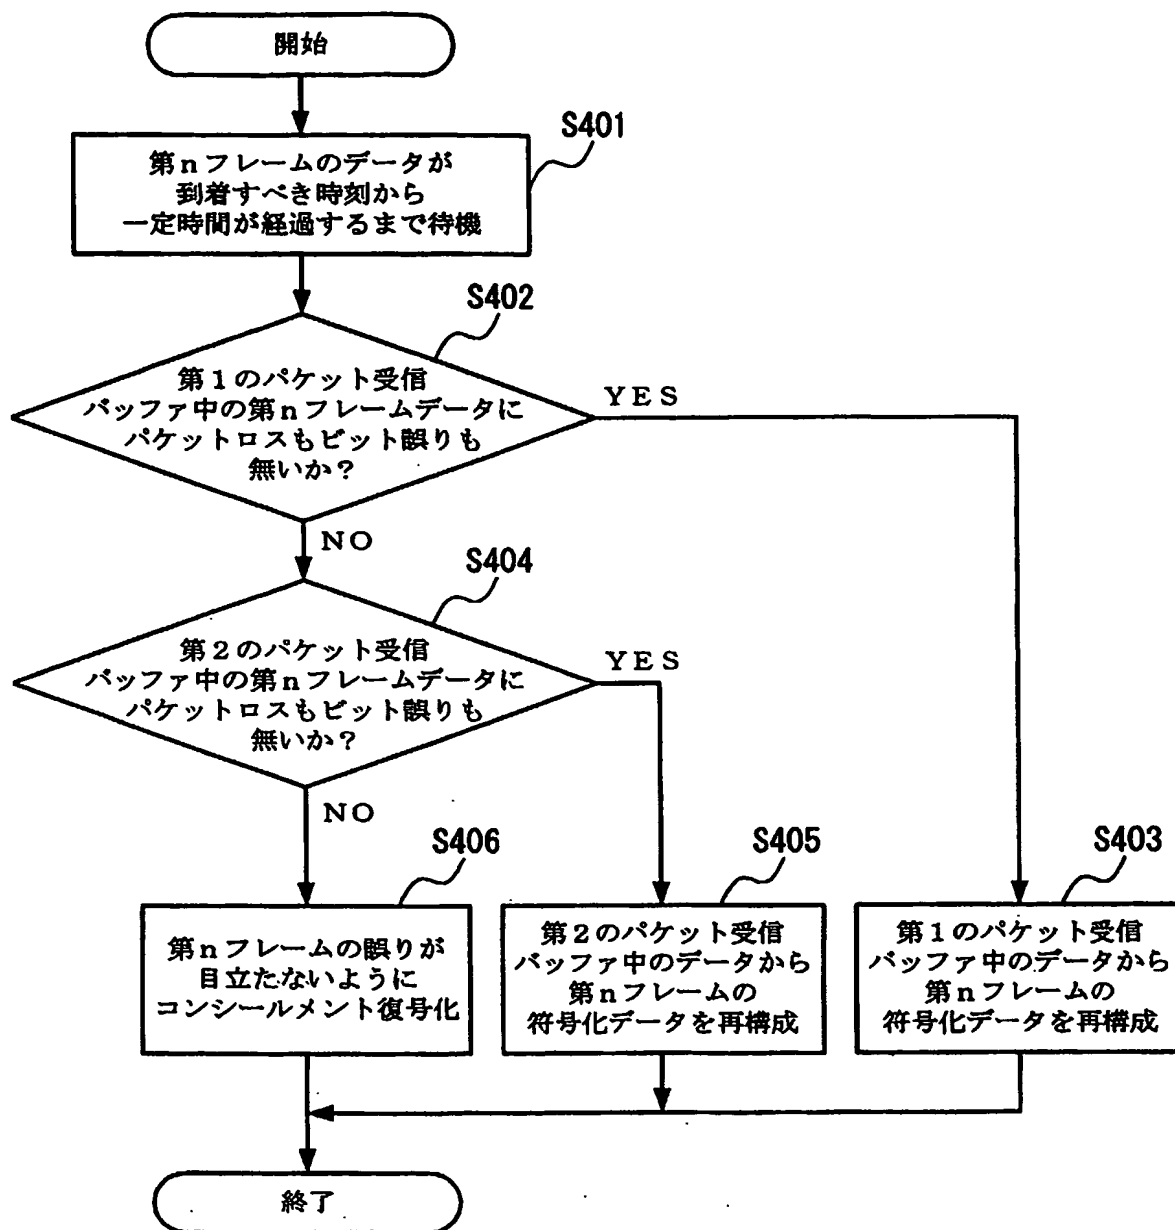 開始
S401
第nフレームのデータが
到着すべき時刻から
一定時間が経過するまで待機
S402
第1のパケット受信
バッファ中の第nフレームデータに
パケットロスもビット誤りも
無いか?
YES
NO
S404
第2のパケット受信
バッファ中の第nフレームデータに
パケットロスもビット誤りも
無いか?
YES
NO
S406
第nフレームの誤りが
目立たないように
コンシールメント復号化
S405
第2のパケット受信
バッファ中のデータから
第nフレームの
符号化データを再構成
S403
第1のパケット受信
バッファ中のデータから
第nフレームの
符号化データを再構成
終了